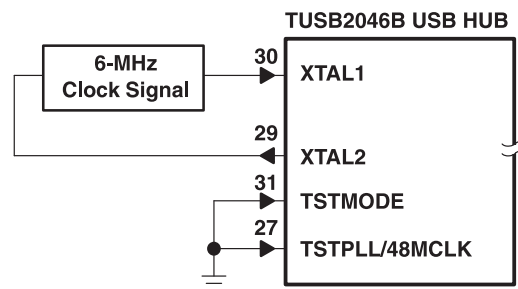 TUSB2046B USB HUB
6-MHz
Clock Signal
30
XTAL1
29
XTAL2
31
TSTMODE
27
TSTPLL/48MCLK